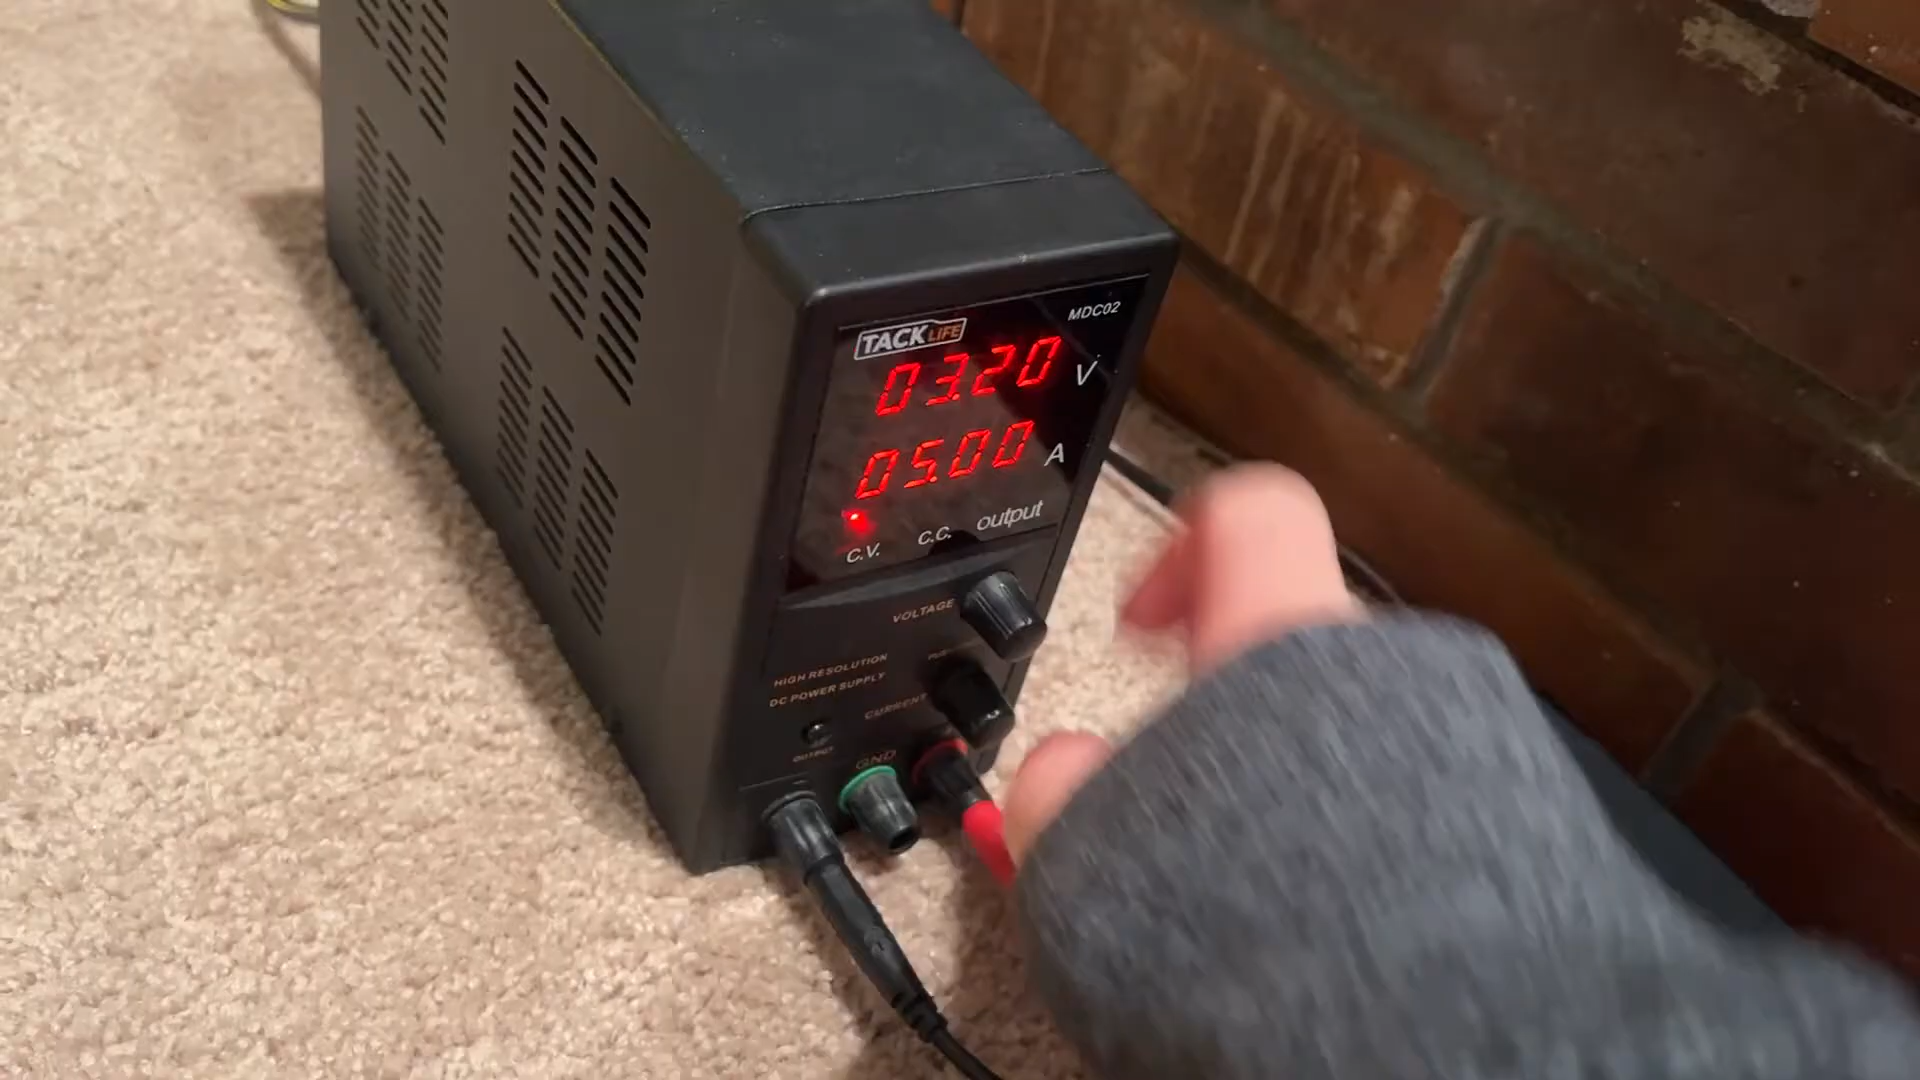 TACKLIFE
MDC02
03.20 V
05.00 A
C.V. C.C. output
VOLTAGE
HIGH RESOLUTION
DC POWER SUPPLY
CURRENT
OUTPUT
GND